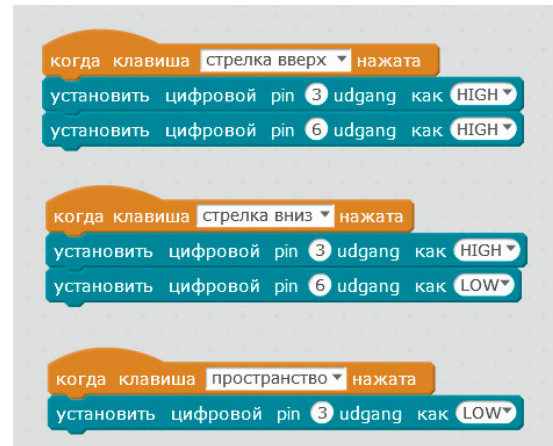 когда клавиша стрелка вверх нажата
установить цифровой pin 3 udgang как HIGH
установить цифровой pin 6 udgang как HIGH
когда клавиша стрелка вниз нажата
установить цифровой pin 3 udgang как HIGH
установить цифровой pin 6 udgang как LOW
когда клавиша пространство нажата
установить цифровой pin 3 udgang как LOW